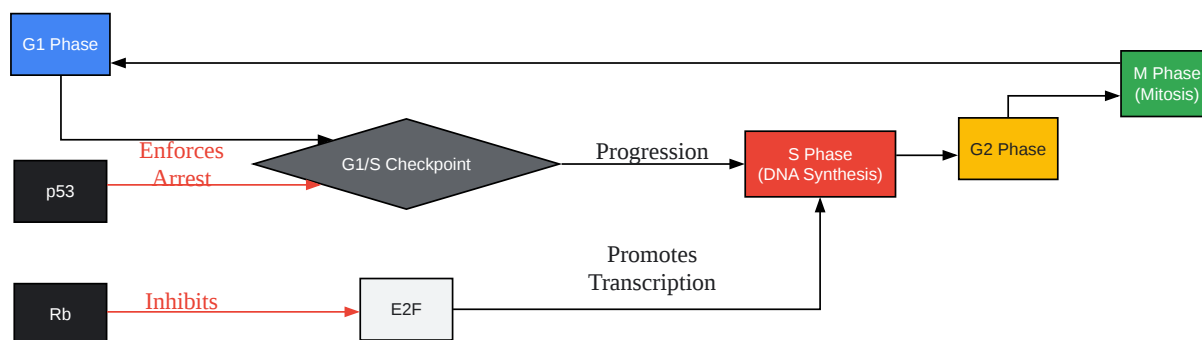 G1 Phase
M Phase
(Mitosis)
Enforces
Arrest
G1/S Checkpoint
Progression
S Phase
(DNA Synthesis)
G2 Phase
p53
Promotes
Transcription
Rb
Inhibits
E2F